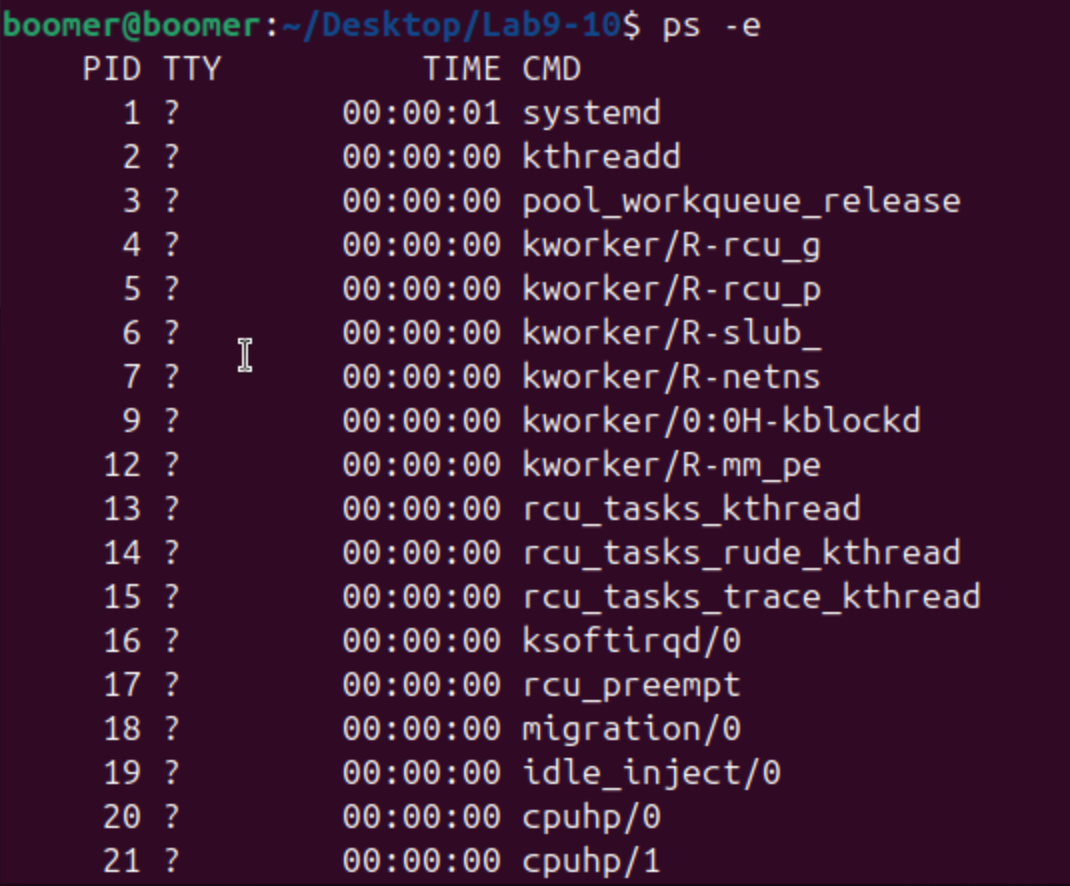 boomer@boomer:~/Desktop/Lab9-10$ ps -e
PID TTY TIME CMD
1 ? 00:00:01 systemd
2 ? 00:00:00 kthreadd
3 ? 00:00:00 pool_workqueue_release
4 ? 00:00:00 kworker/R-rcu_g
5 ? 00:00:00 kworker/R-rcu_p
6 ? 00:00:00 kworker/R-slub_
7 ? 00:00:00 kworker/R-netns
9 ? 00:00:00 kworker/0:0H-kblockd
12 ? 00:00:00 kworker/R-mm_pe
13 ? 00:00:00 rcu_tasks_kthread
14 ? 00:00:00 rcu_tasks_rude_kthread
15 ? 00:00:00 rcu_tasks_trace_kthread
16 ? 00:00:00 ksoftirqd/0
17 ? 00:00:00 rcu_preempt
18 ? 00:00:00 migration/0
19 ? 00:00:00 idle_inject/0
20 ? 00:00:00 cpuhp/0
21 ? 00:00:00 cpuhp/1